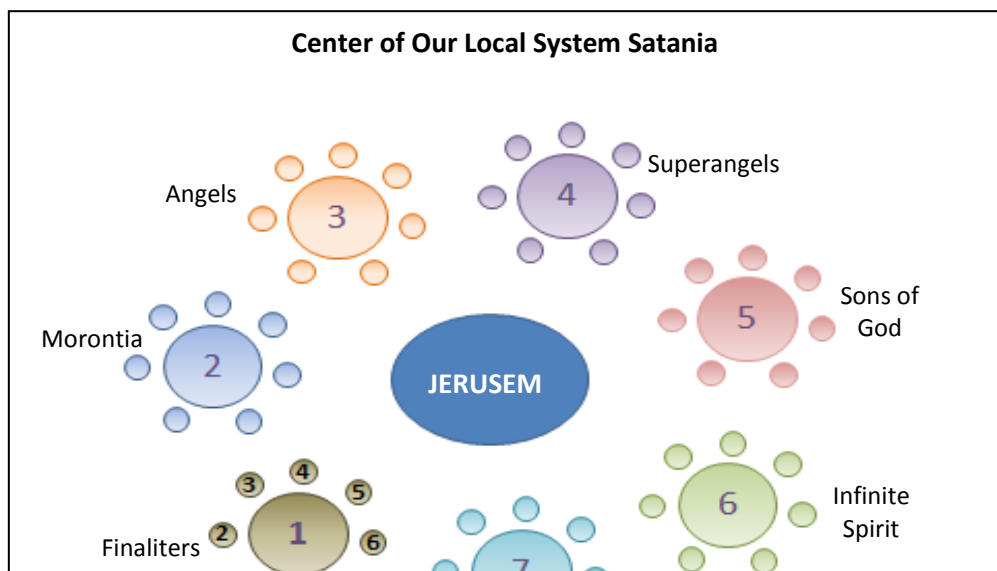 Center of Our Local System Satania
Superangels
Angels
3
4
Sons of
God
5
Morontia
2
JERUSEM
Infinite
Spirit
6
Finaliters
1
2
3
4
5
6
7